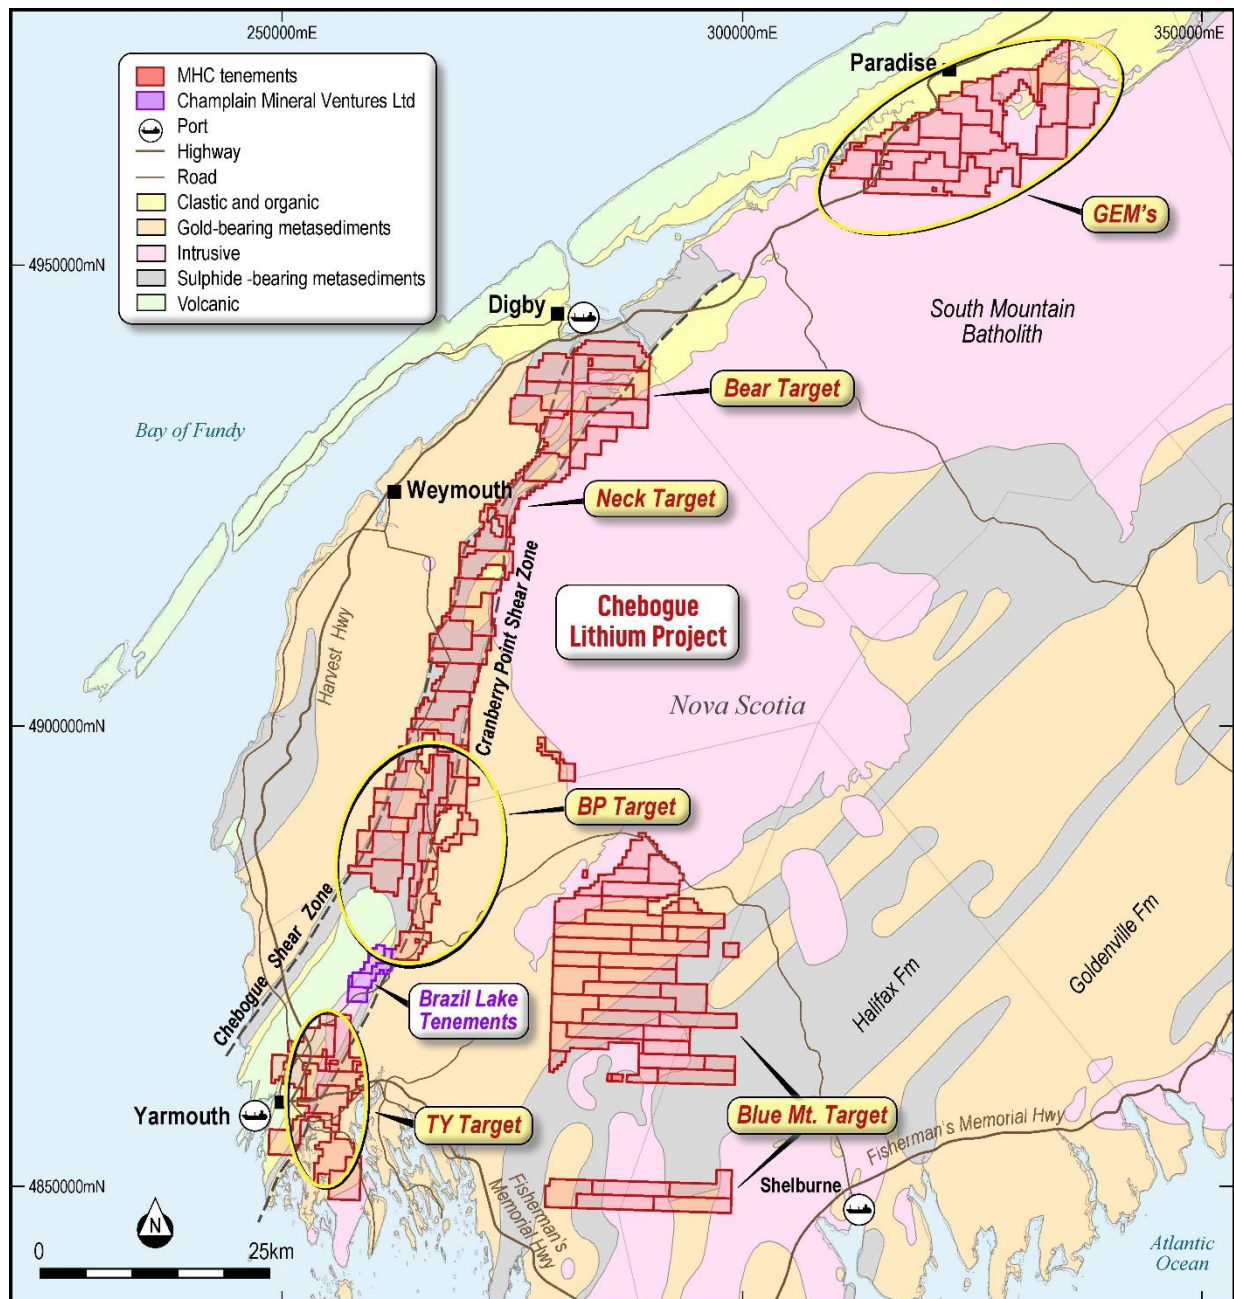 250000mE
300000mE
350000mE
MHC tenements
Champlain Mineral Ventures Ltd
Port
Highway
Road
Clastic and organic
Gold-bearing metasediments
Intrusive
Sulphide -bearing metasediments
Volcanic
Paradise
GEM's
4950000mN
Digby
South Mountain
Batholith
Bear Target
Bay of Fundy
Weymouth
Neck Target
Cranberry Point Shear Zone
Chebogue
Lithium Project
Harvest Hwy
Nova Scotia
4900000mN
BP Target
Chebogue Shear Zone
Goldenville Fm
Halifax Fm
Brazil Lake
Tenements
Yarmouth
TY Target
Blue Mt. Target
Fisherman's Memorial Hwy
4850000mN
Shelburne
Fisherman's
Memorial Hwy
N
0
25km
Atlantic
Ocean